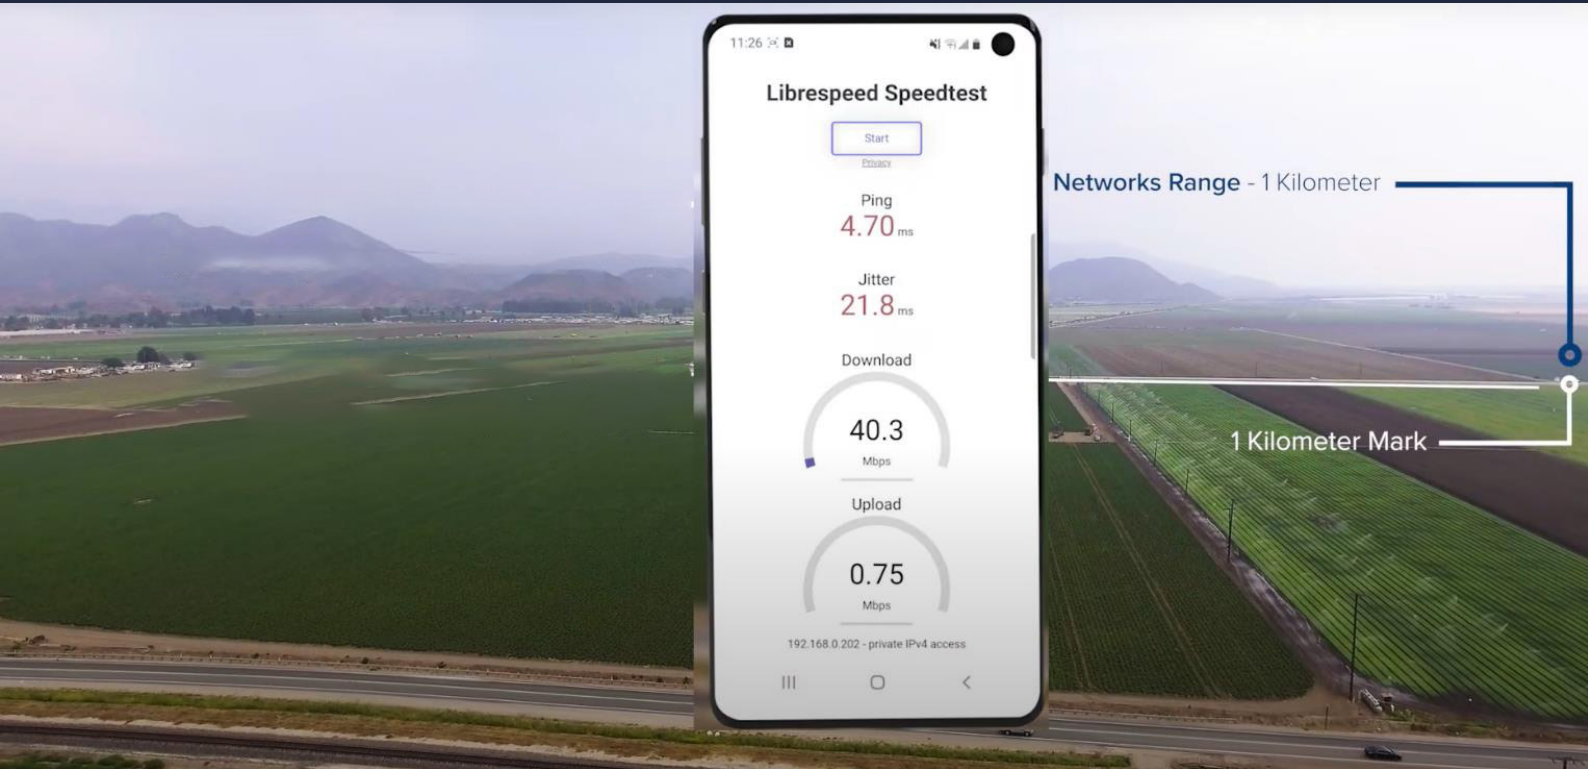 11:26
Librespeed Speedtest
Start
Privacy
Ping
4.70 ms
Jitter
21.8 ms
Download
40.3
Mbps
Upload
0.75
Mbps
192.168.0.202 - private IPv4 access
Networks Range - 1 Kilometer
1 Kilometer Mark